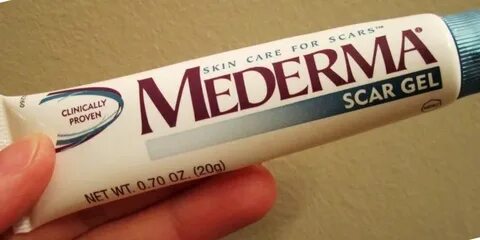 SKIN CARE FOR SCARS™
MEDERMA®
SCAR GEL
CLINICALLY
PROVEN
NET WT. 0.70 OZ. (20g)